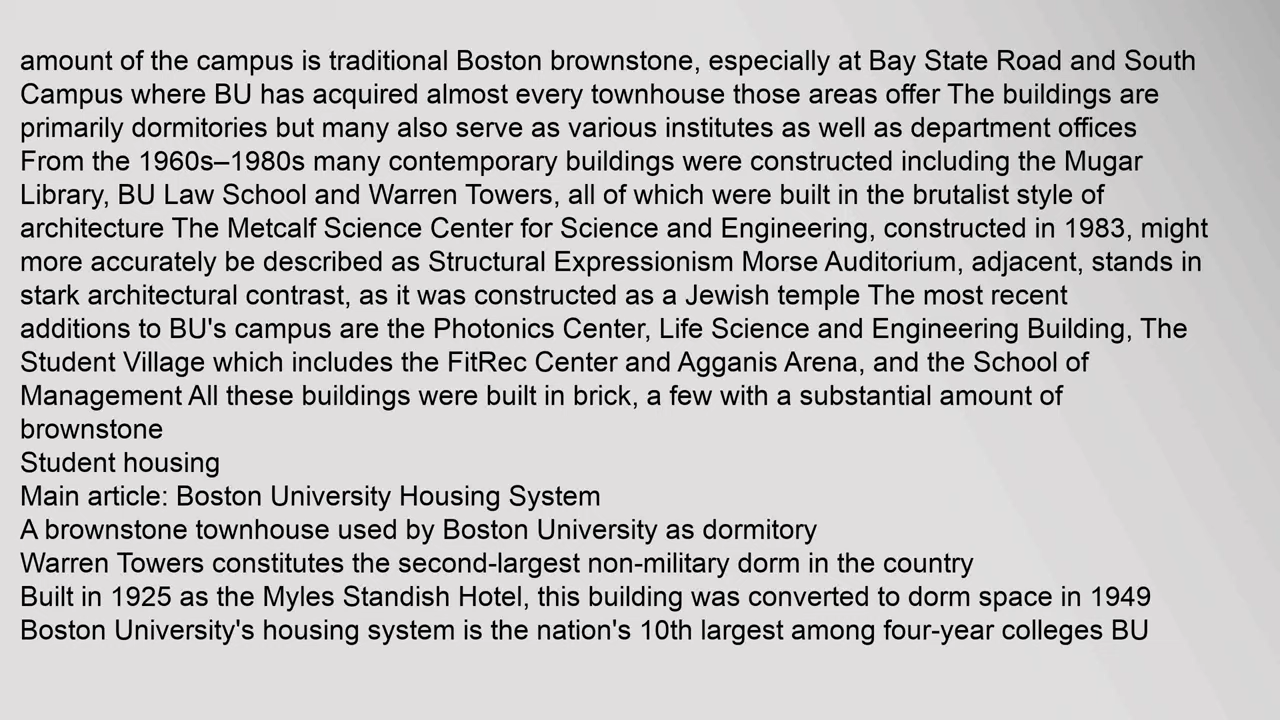 amount of the campus is traditional Boston brownstone, especially at Bay State Road and South
Campus where BU has acquired almost every townhouse those areas offer The buildings are
primarily dormitories but many also serve as various institutes as well as department offices
From the 1960s–1980s many contemporary buildings were constructed including the Mugar
Library, BU Law School and Warren Towers, all of which were built in the brutalist style of
architecture The Metcalf Science Center for Science and Engineering, constructed in 1983, might
more accurately be described as Structural Expressionism Morse Auditorium, adjacent, stands in
stark architectural contrast, as it was constructed as a Jewish temple The most recent
additions to BU's campus are the Photonics Center, Life Science and Engineering Building, The
Student Village which includes the FitRec Center and Agganis Arena, and the School of
Management All these buildings were built in brick, a few with a substantial amount of
brownstone
Student housing
Main article: Boston University Housing System
A brownstone townhouse used by Boston University as dormitory
Warren Towers constitutes the second-largest non-military dorm in the country
Built in 1925 as the Myles Standish Hotel, this building was converted to dorm space in 1949
Boston University's housing system is the nation's 10th largest among four-year colleges BU